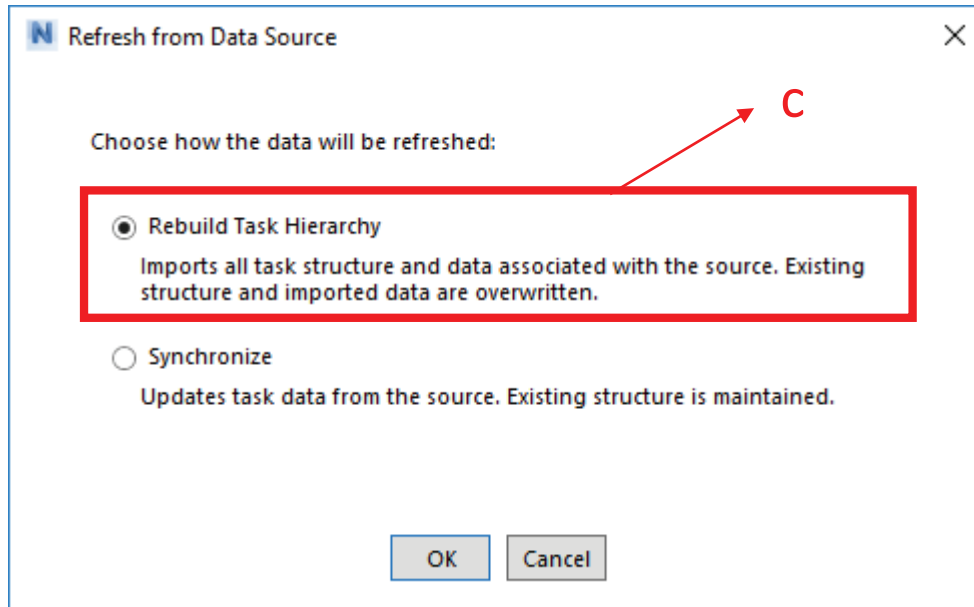 Refresh from Data Source
C
Choose how the data will be refreshed:
Rebuild Task Hierarchy
Imports all task structure and data associated with the source. Existing
structure and imported data are overwritten.
Synchronize
Updates task data from the source. Existing structure is maintained.
OK Cancel